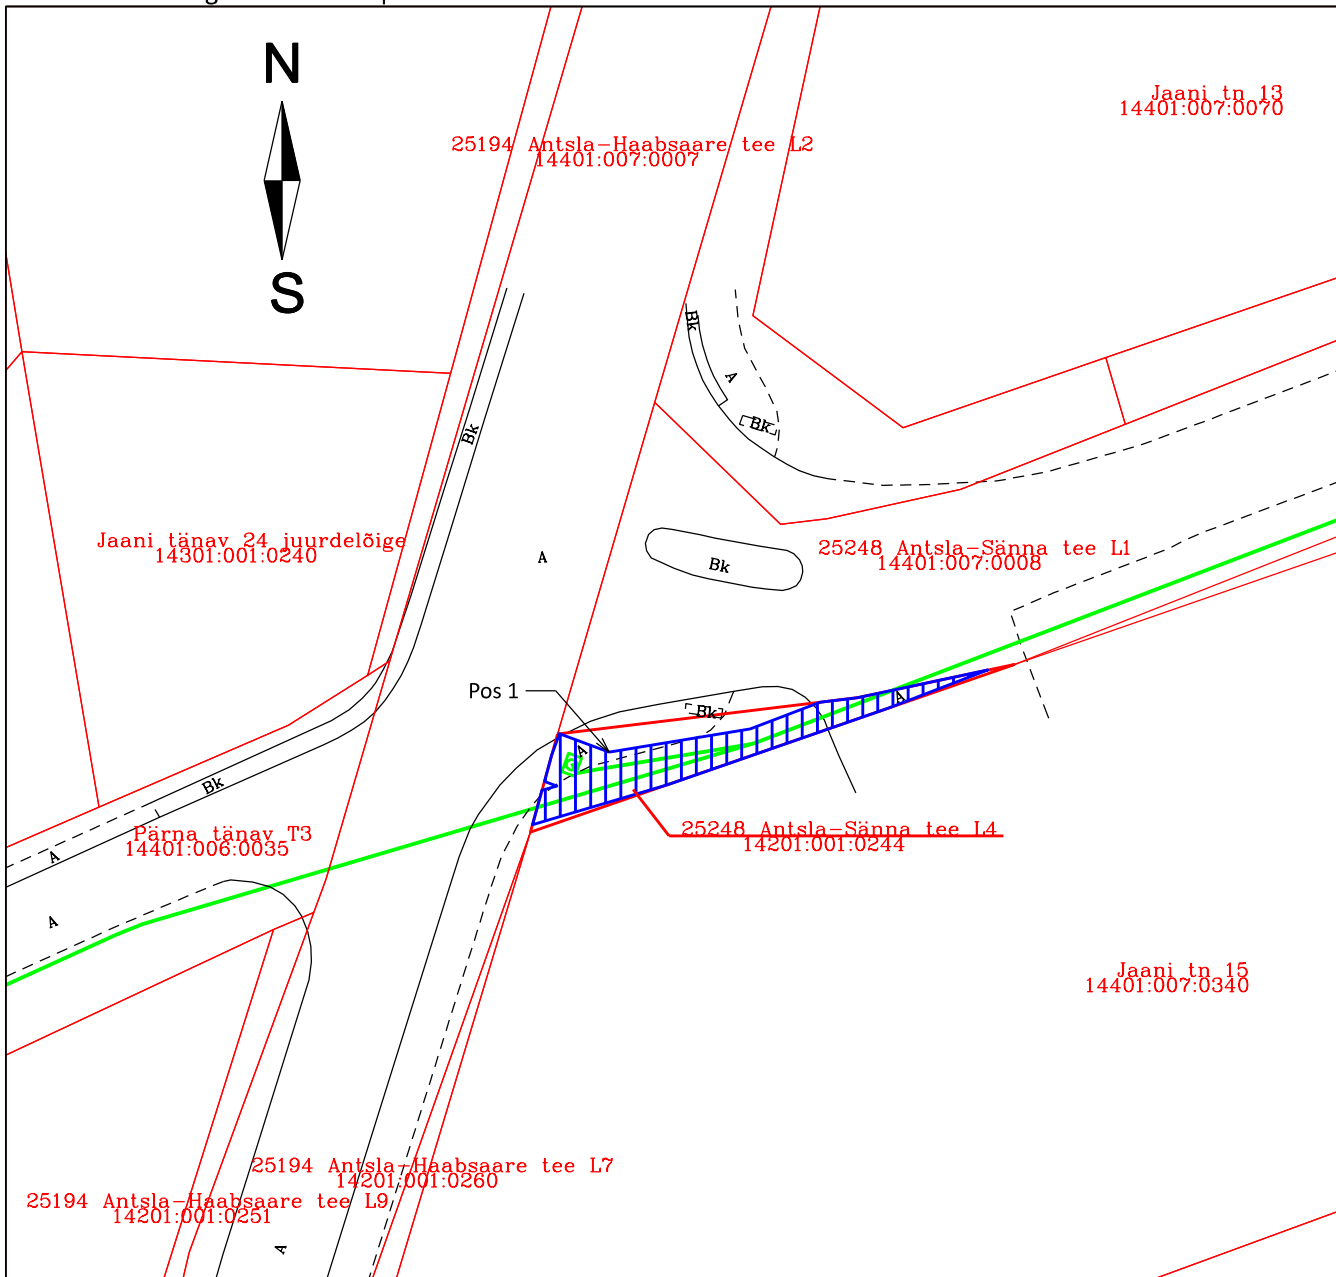 N
S
Jaani tn 13
14401:007:0070
25194 Antsla-Haabsaare tee L2
14401:007:0007
Bk
A
Bk
Bk
Jaani tänav 24 juurdelõige
14301:001:0240
A
Bk
25248 Antsla-Sänna tee L1
14401:007:0008
Pos 1
Bk
A
A
Bk
Pärna tänav T3
14401:006:0035
A
A
25248 Antsla-Sänna tee L4
14201:001:0244
Jaani tn 15
14401:007:0340
25194 Antsla-Haabsaare tee L7
14201:001:0260
25194 Antsla-Haabsaare tee L9
14201:001:0251
A